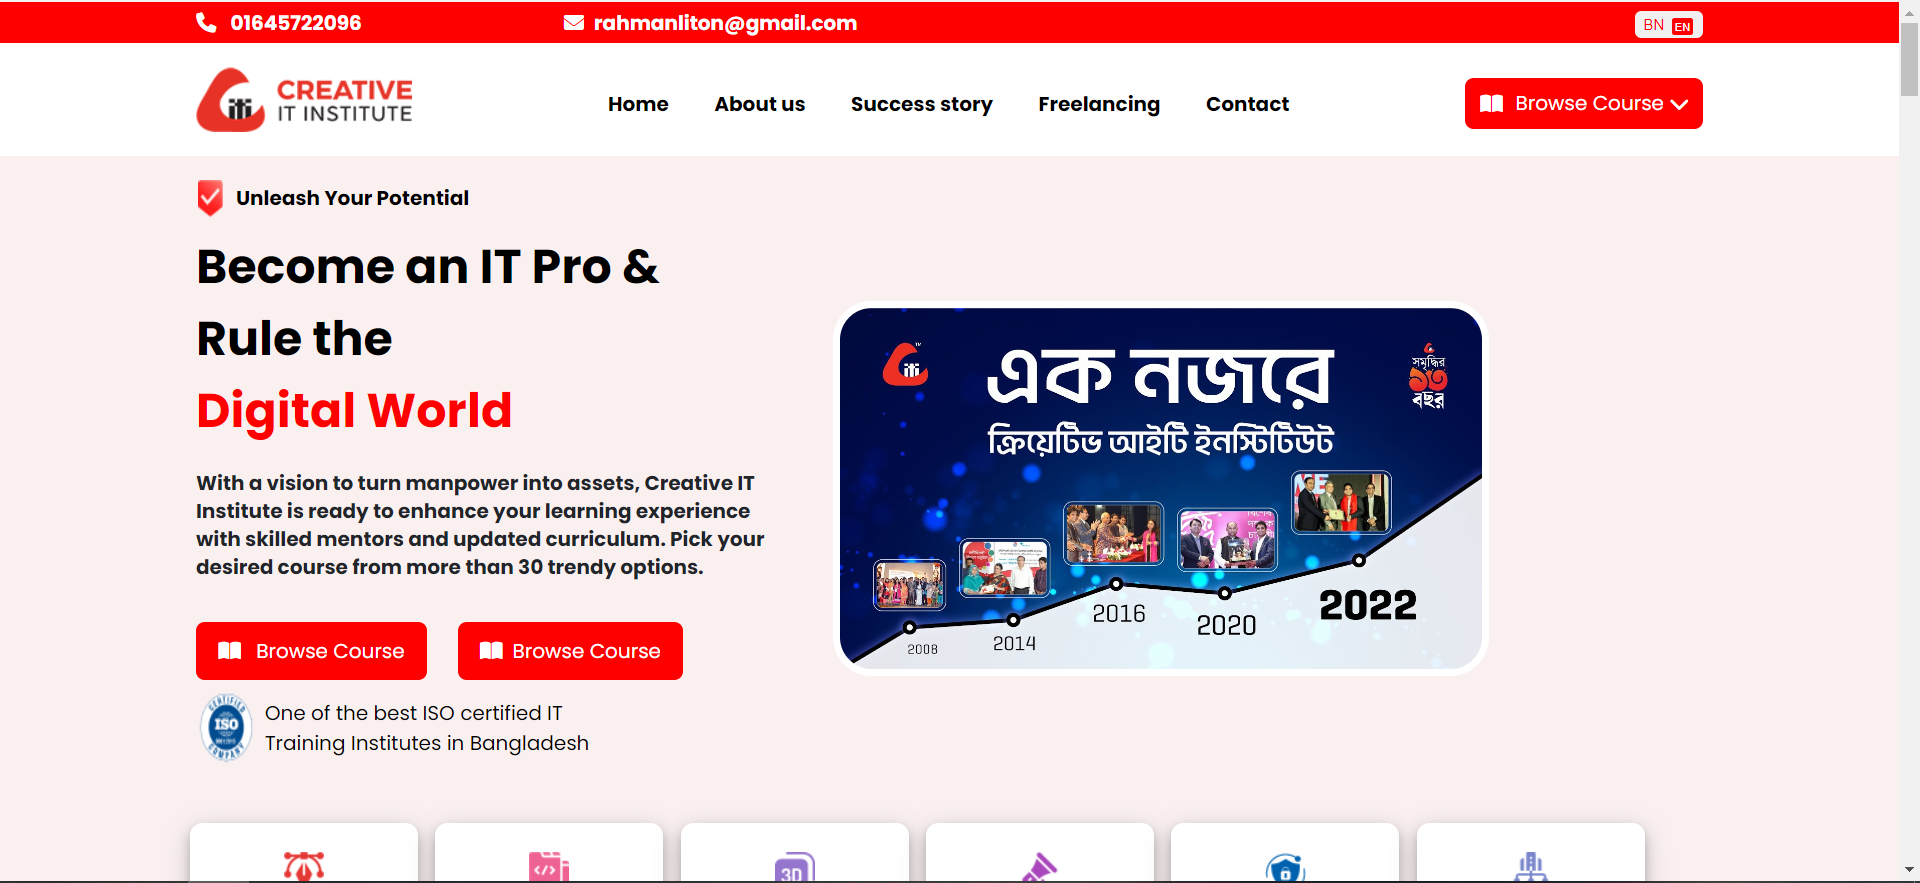 01645722096
rahmanliton@gmail.com
BN EN
CREATIVE
IT INSTITUTE
Home
About us
Success story
Freelancing
Contact
Browse Course
Unleash Your Potential
Become an IT Pro &
Rule the
Digital World
With a vision to turn manpower into assets, Creative IT
Institute is ready to enhance your learning experience
with skilled mentors and updated curriculum. Pick your
desired course from more than 30 trendy options.
Browse Course
Browse Course
CERTIFIED
ISO
COMPANY
One of the best ISO certified IT
Training Institutes in Bangladesh
এক নজরে
ক্রিয়েটিভ আইটি ইনস্টিটিউট
সমৃদ্ধির
১৩
বছর
2008
2014
2016
2020
2022
3D